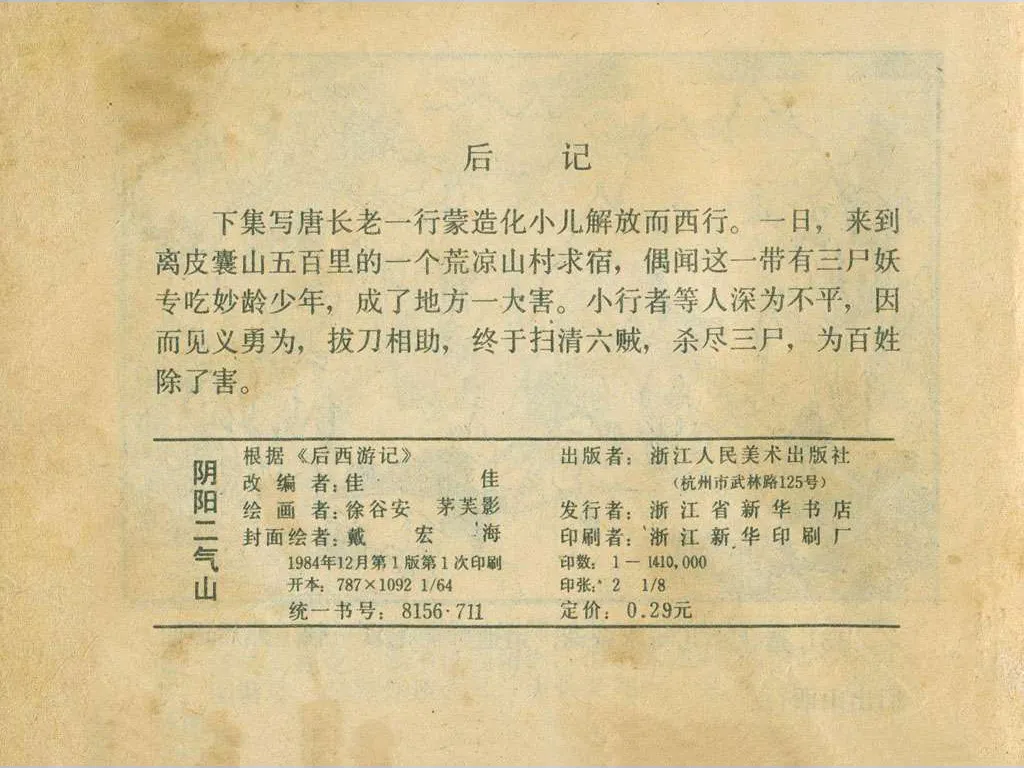 后 记
下集写唐长老一行蒙造化小儿解放而西行。一日，来到
离皮囊山五百里的一个荒凉山村求宿，偶闻这一带有三尸妖
专吃妙龄少年，成了地方一大害。小行者等人深为不平，因
而见义勇为，拔刀相助，终于扫清六贼，杀尽三尸，为百姓
除了害。
阴阳二气山
根据《后西游记》
改编者：佳 佳
绘画者：徐谷安 茅芙影
封面绘者：戴宏海
1984年12月第1版第1次印刷
开本：787×1092 1/64
统一书号：8156·711
出版者：浙江人民美术出版社
（杭州市武林路125号）
发行者：浙江省新华书店
印刷者：浙江新华印刷厂
印数：1—1410,000
印张：2 1/8
定价：0.29元